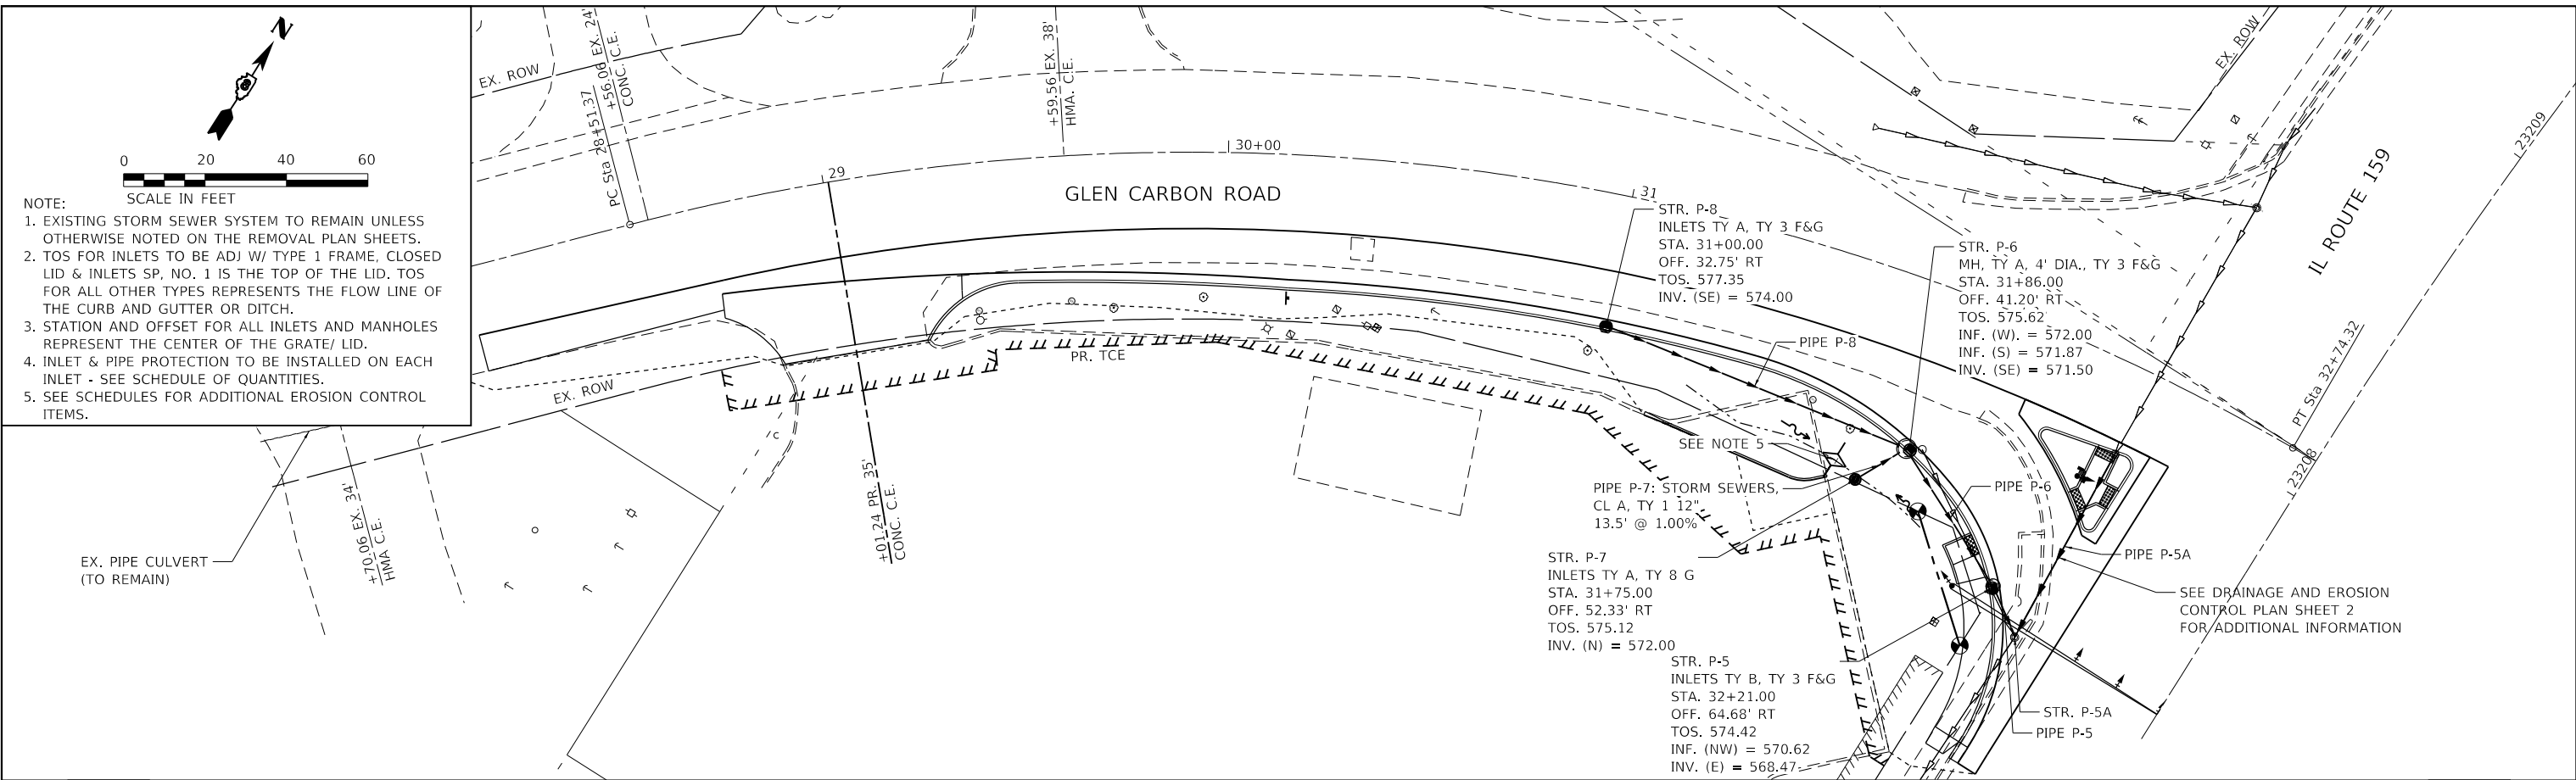 N
0 20 40 60
SCALE IN FEET
NOTE:
1. EXISTING STORM SEWER SYSTEM TO REMAIN UNLESS
OTHERWISE NOTED ON THE REMOVAL PLAN SHEETS.
2. TOS FOR INLETS TO BE ADJ W/ TYPE 1 FRAME, CLOSED
LID & INLETS SP, NO. 1 IS THE TOP OF THE LID. TOS
FOR ALL OTHER TYPES REPRESENTS THE FLOW LINE OF
THE CURB AND GUTTER OR DITCH.
3. STATION AND OFFSET FOR ALL INLETS AND MANHOLES
REPRESENT THE CENTER OF THE GRATE/ LID.
4. INLET & PIPE PROTECTION TO BE INSTALLED ON EACH
INLET - SEE SCHEDULE OF QUANTITIES.
5. SEE SCHEDULES FOR ADDITIONAL EROSION CONTROL
ITEMS.
EX. ROW
PC Sta 28+51.37
+56.06 EX. 24'
CONC. C.E.
+59.56 EX. 38'
HMA. C.E.
29
30+00
31
GLEN CARBON ROAD
EX. ROW
IL ROUTE 159
23209
23208
PT Sta 32+74.32
STR. P-8
INLETS TY A, TY 3 F&G
STA. 31+00.00
OFF. 32.75' RT
TOS. 577.35
INV. (SE) = 574.00
STR. P-6
MH, TY A, 4' DIA., TY 3 F&G
STA. 31+86.00
OFF. 41.20' RT
TOS. 575.62
INF. (W). = 572.00
INF. (S) = 571.87
INV. (SE) = 571.50
PIPE P-8
PR. TCE
EX. ROW
C
SEE NOTE 5
PIPE P-7: STORM SEWERS,
CL A, TY 1 12"
13.5' @ 1.00%
PIPE P-6
+01.24 PR. 35'
CONC. C.E.
+70.06 EX. 34'
HMA C.E.
EX. PIPE CULVERT
(TO REMAIN)
STR. P-7
INLETS TY A, TY 8 G
STA. 31+75.00
OFF. 52.33' RT
TOS. 575.12
INV. (N) = 572.00
PIPE P-5A
SEE DRAINAGE AND EROSION
CONTROL PLAN SHEET 2
FOR ADDITIONAL INFORMATION
STR. P-5
INLETS TY B, TY 3 F&G
STA. 32+21.00
OFF. 64.68' RT
TOS. 574.42
INF. (NW) = 570.62
INV. (E) = 568.47
STR. P-5A
PIPE P-5